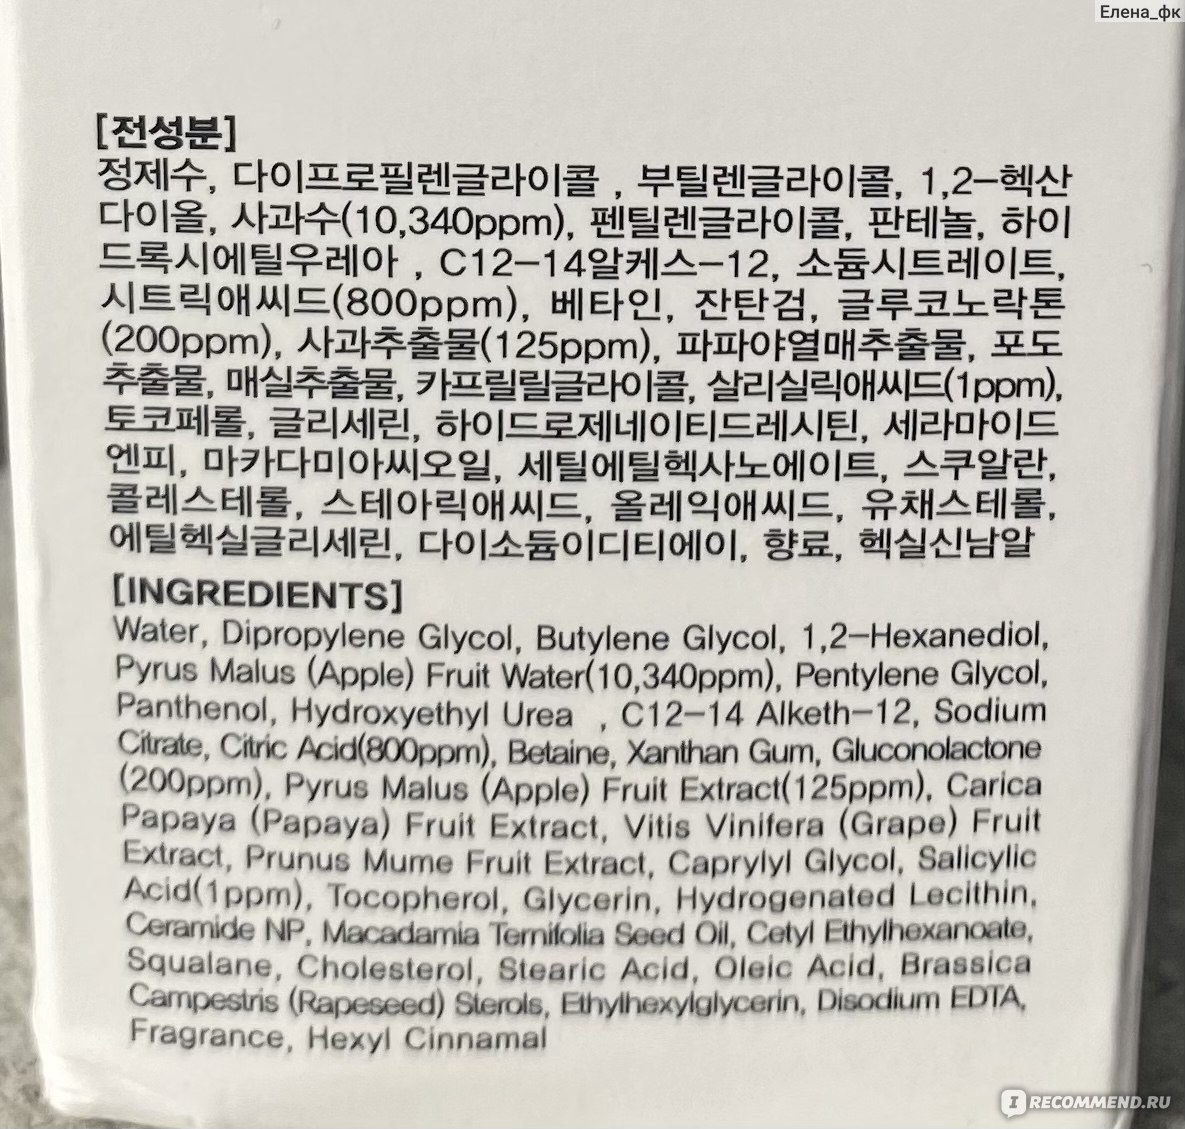 Елена_фк
[전성분]
정제수, 다이프로필렌글라이콜 , 부틸렌글라이콜, 1,2-헥산
다이올, 사과수(10,340ppm), 펜틸렌글라이콜, 판테놀, 하이
드록시에틸우레아 , C12-14알케스-12, 소듐시트레이트,
시트릭애씨드(800ppm), 베타인, 잔탄검, 글루코노락톤
(200ppm), 사과추출물(125ppm), 파파야열매추출물, 포도
추출물, 매실추출물, 카프릴릴글라이콜, 살리실릭애씨드(1ppm),
토코페롤, 글리세린, 하이드로제네이티드레시틴, 세라마이드
엔피, 마카다미아씨오일, 세틸에틸헥사노에이트, 스쿠알란,
콜레스테롤, 스테아릭애씨드, 올레익애씨드, 유채스테롤,
에틸헥실글리세린, 다이소듐이디티에이, 향료, 헥실신남알
[INGREDIENTS]
Water, Dipropylene Glycol, Butylene Glycol, 1,2-Hexanediol,
Pyrus Malus (Apple) Fruit Water(10,340ppm), Pentylene Glycol,
Panthenol, Hydroxyethyl Urea , C12-14 Alketh-12, Sodium
Citrate, Citric Acid(800ppm), Betaine, Xanthan Gum, Gluconolactone
(200ppm), Pyrus Malus (Apple) Fruit Extract(125ppm), Carica
Papaya (Papaya) Fruit Extract, Vitis Vinifera (Grape) Fruit
Extract, Prunus Mume Fruit Extract, Caprylyl Glycol, Salicylic
Acid(1ppm), Tocopherol, Glycerin, Hydrogenated Lecithin,
Ceramide NP, Macadamia Ternifolia Seed Oil, Cetyl Ethylhexanoate,
Squalane, Cholesterol, Stearic Acid, Oleic Acid, Brassica
Campestris (Rapeseed) Sterols, Ethylhexylglycerin, Disodium EDTA,
Fragrance, Hexyl Cinnamal
IRECOMMEND.RU